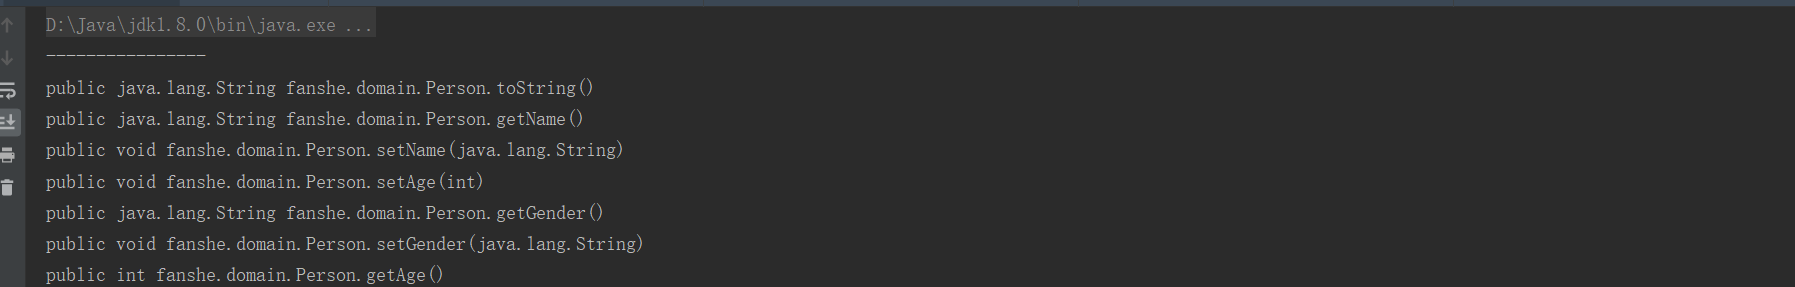 D:\Java\jdk1.8.0\bin\java.exe ...
----------------
public java.lang.String fanshe.domain.Person.toString()
public java.lang.String fanshe.domain.Person.getName()
public void fanshe.domain.Person.setName(java.lang.String)
public void fanshe.domain.Person.setAge(int)
public java.lang.String fanshe.domain.Person.getGender()
public void fanshe.domain.Person.setGender(java.lang.String)
public int fanshe.domain.Person.getAge()